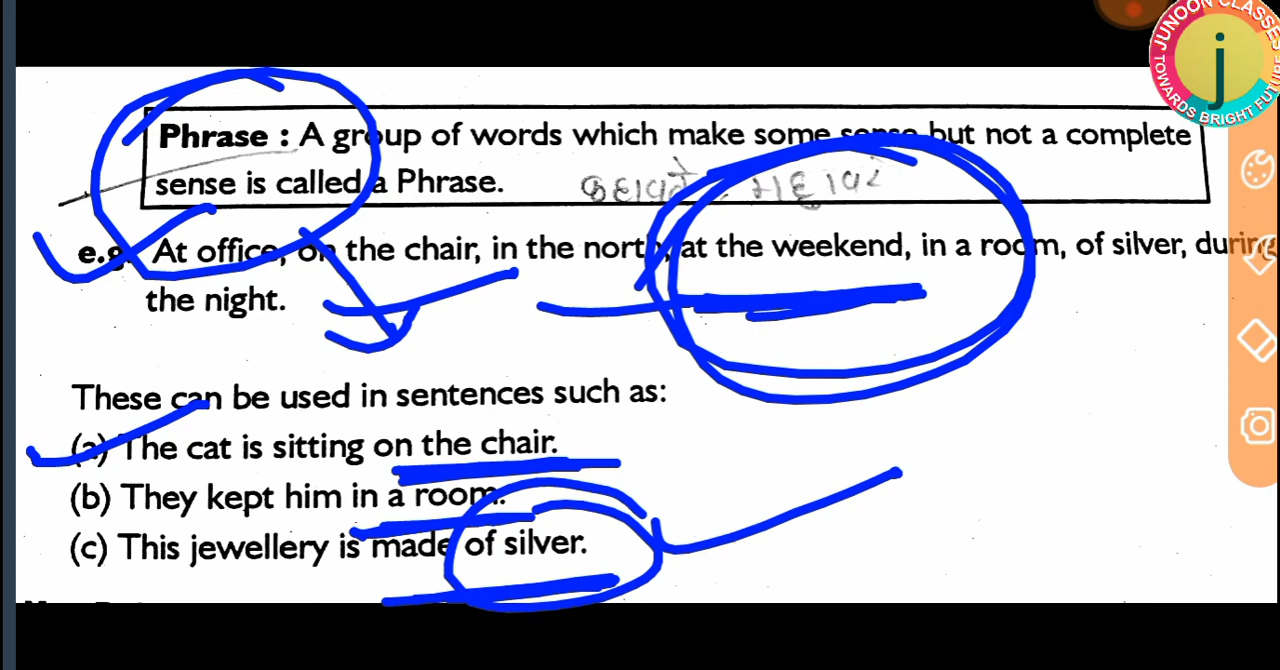 JUNOON CLASSES
TOWARDS BRIGHT FUTURE
j
Phrase : A group of words which make some sense but not a complete
sense is called a Phrase.
e.g. At office, on the chair, in the north, at the weekend, in a room, of silver, during
the night.
These can be used in sentences such as:
(a) The cat is sitting on the chair.
(b) They kept him in a room.
(c) This jewellery is made of silver.